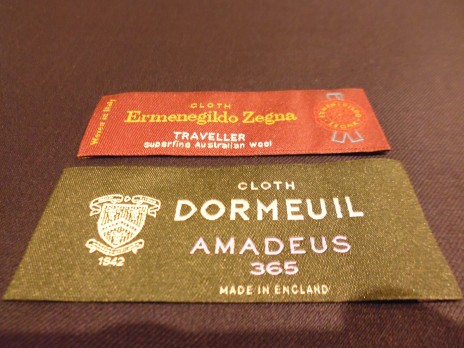 CLOTH
Ermenegildo Zegna
TRAVELLER
Superfine Australian Wool
Woven in Italy
CLOTH
DORMEUIL
AMADEUS
365
MADE IN ENGLAND
1842